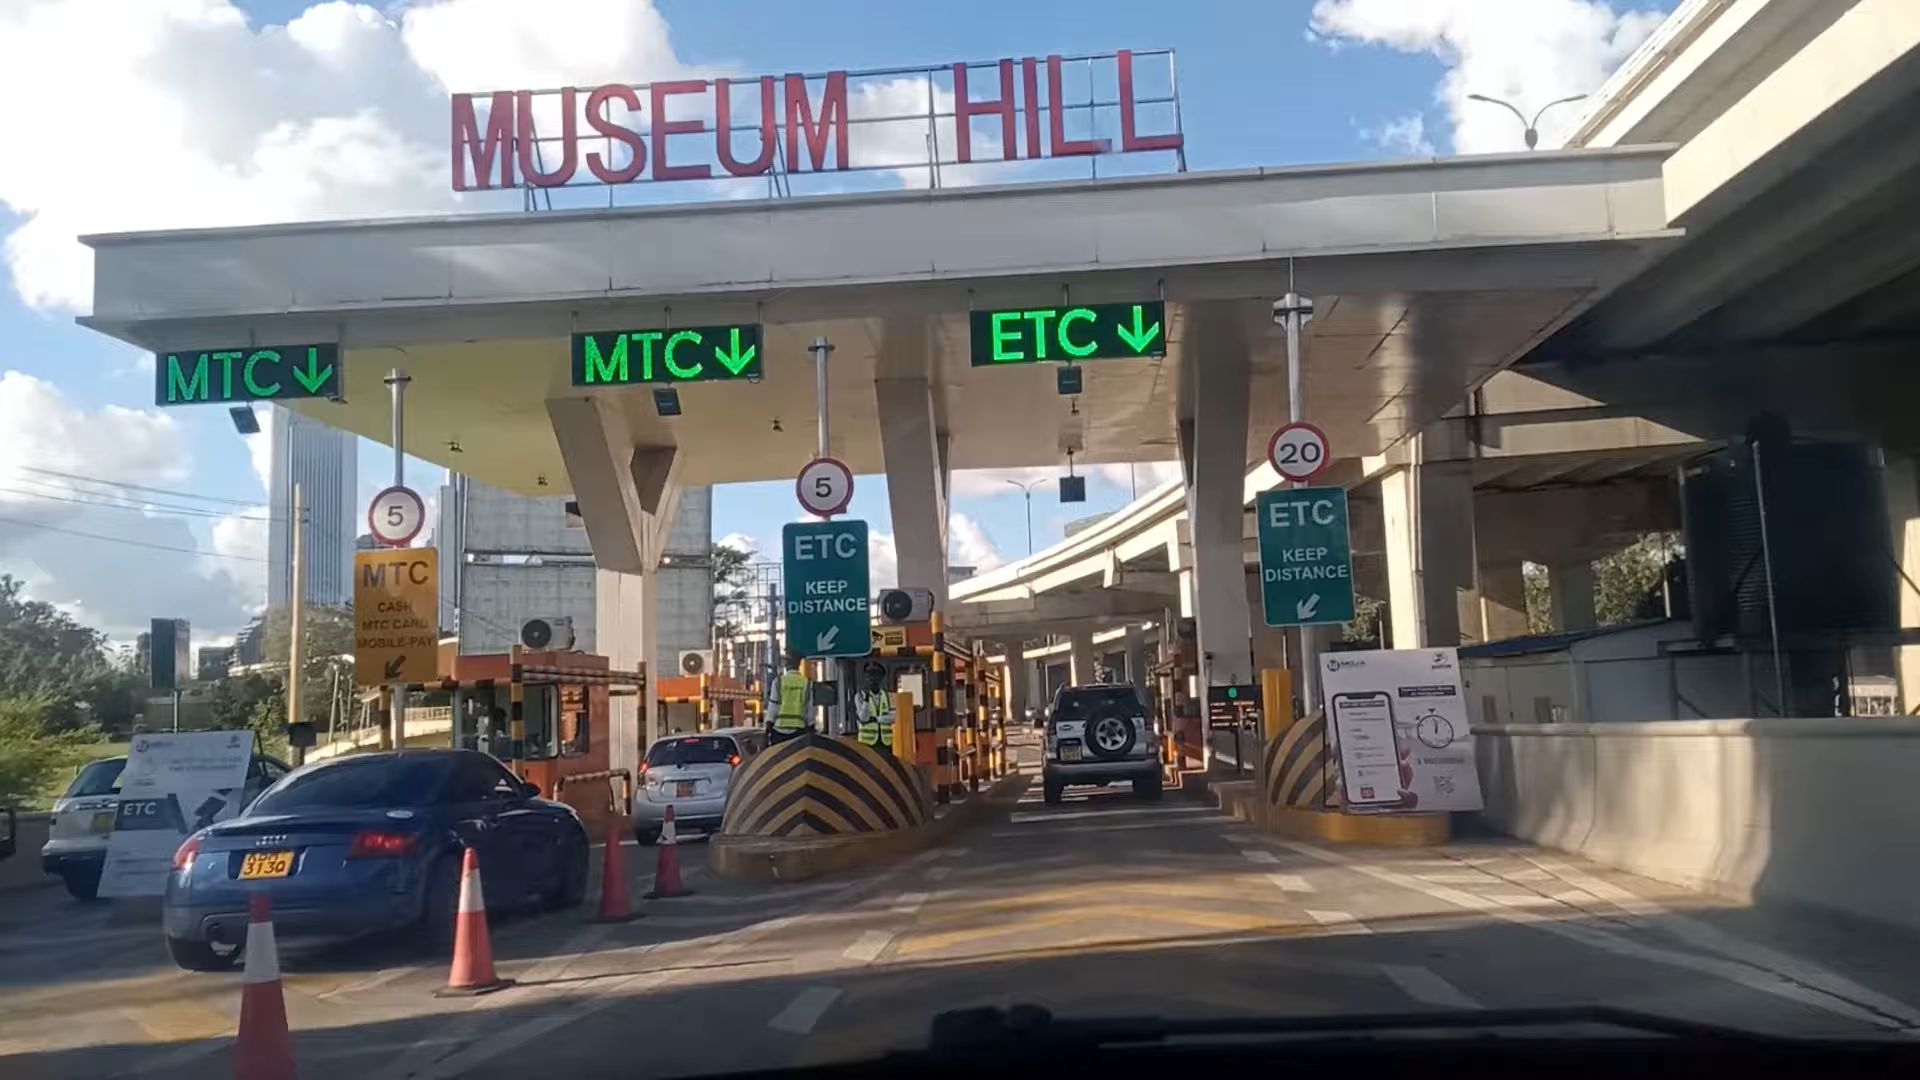 MUSEUM HILL
MTC ↓
MTC ↓
ETC ↓
5
MTC
CASH
MTC CARD
MOBILE-PAY
5
ETC
KEEP
DISTANCE
20
ETC
KEEP
DISTANCE
ETC
313Q